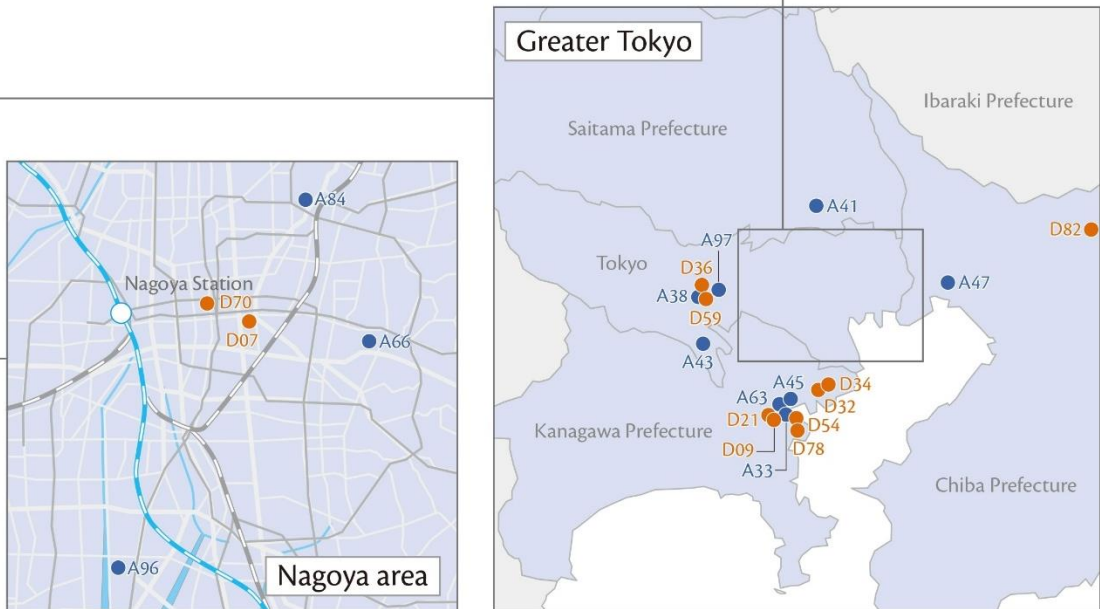 Greater Tokyo
Ibaraki Prefecture
Saitama Prefecture
A84
A41
D82
A97
Tokyo
D36
Nagoya Station
A47
A38
D70
D59
D07
A66
A43
A45
D34
A63
D32
D21
D54
Kanagawa Prefecture
D09
D78
A33
Chiba Prefecture
A96
Nagoya area